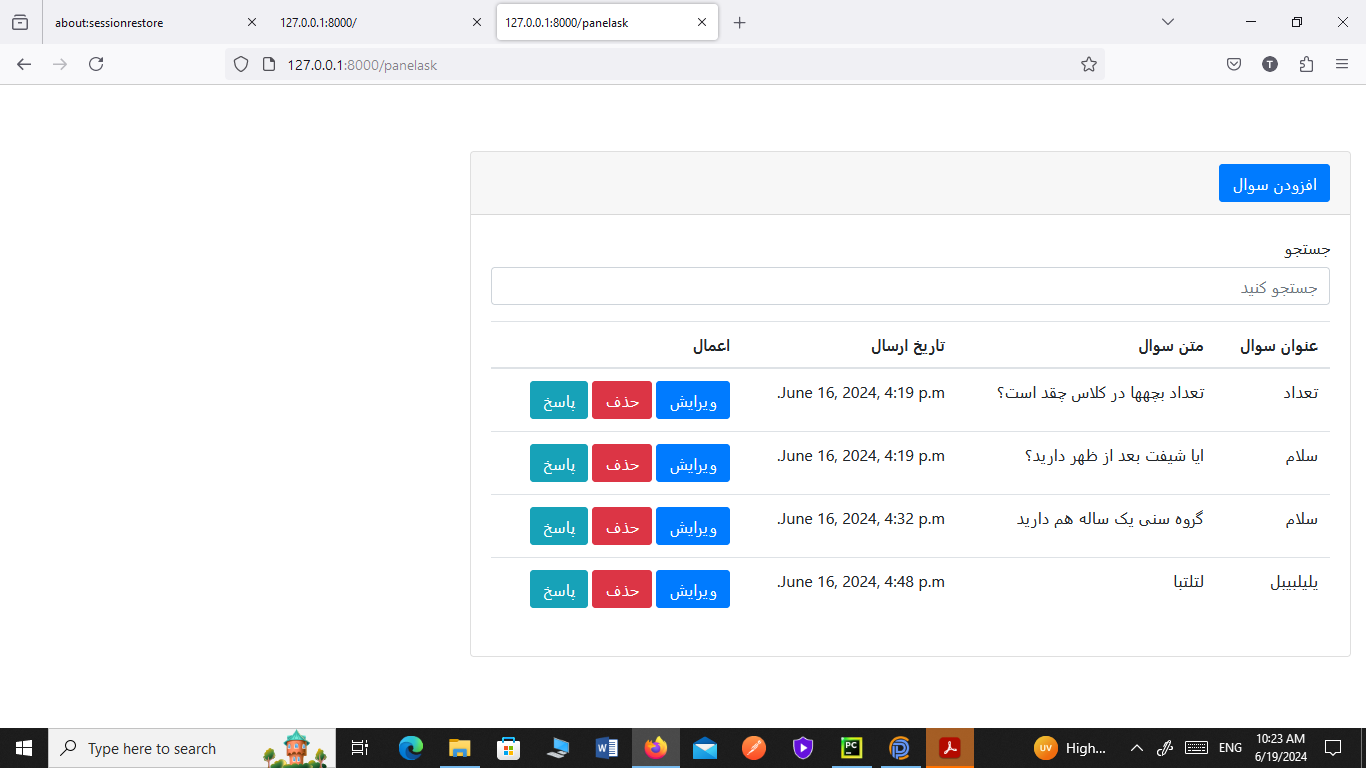 about:sessionrestore
127.0.0.1:8000/
127.0.0.1:8000/panelask
127.0.0.1:8000/panelask
T
افزودن سوال
جستجو
جستجو کنید
عنوان سوال متن سوال تاریخ ارسال اعمال
تعداد تعداد بچهها در کلاس چقد است؟ June 16, 2024, 4:19 p.m. ویرایش حذف پاسخ
سلام ایا شیفت بعد از ظهر دارید؟ June 16, 2024, 4:19 p.m. ویرایش حذف پاسخ
سلام گروه سنی یک ساله هم دارید June 16, 2024, 4:32 p.m. ویرایش حذف پاسخ
یلیلبیبل لتلتبا June 16, 2024, 4:48 p.m. ویرایش حذف پاسخ
Type here to search
W
PC
UV
High...
ENG
10:23 AM
6/19/2024